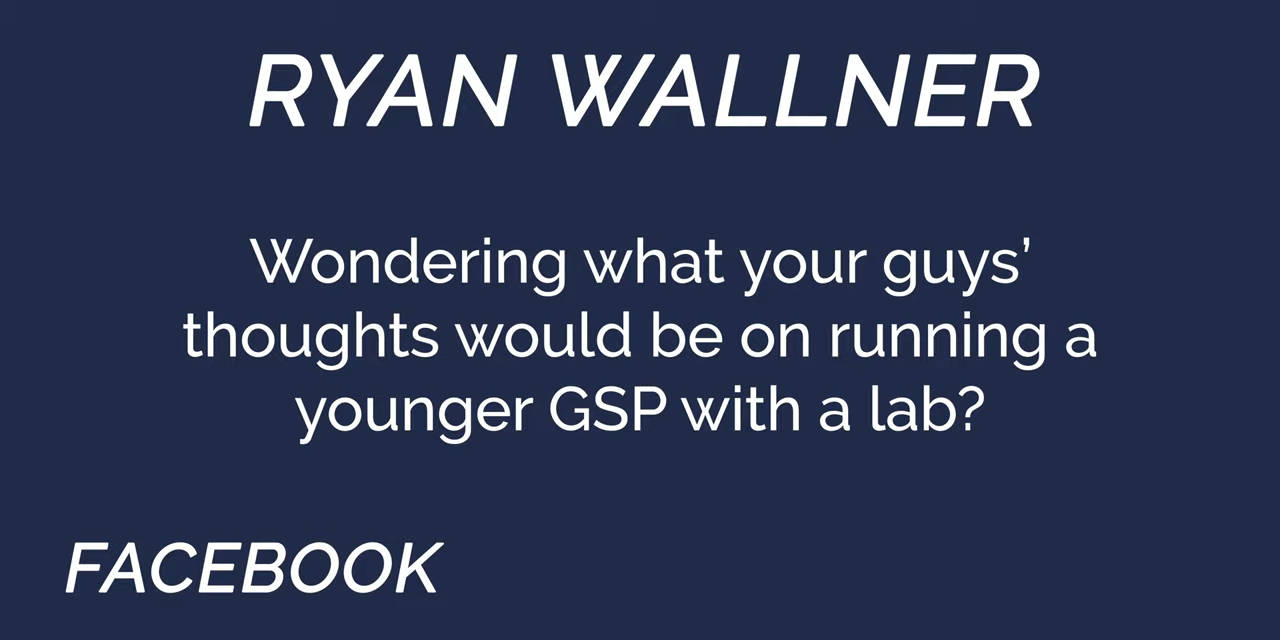 RYAN WALLNER
Wondering what your guys’
thoughts would be on running a
younger GSP with a lab?
FACEBOOK